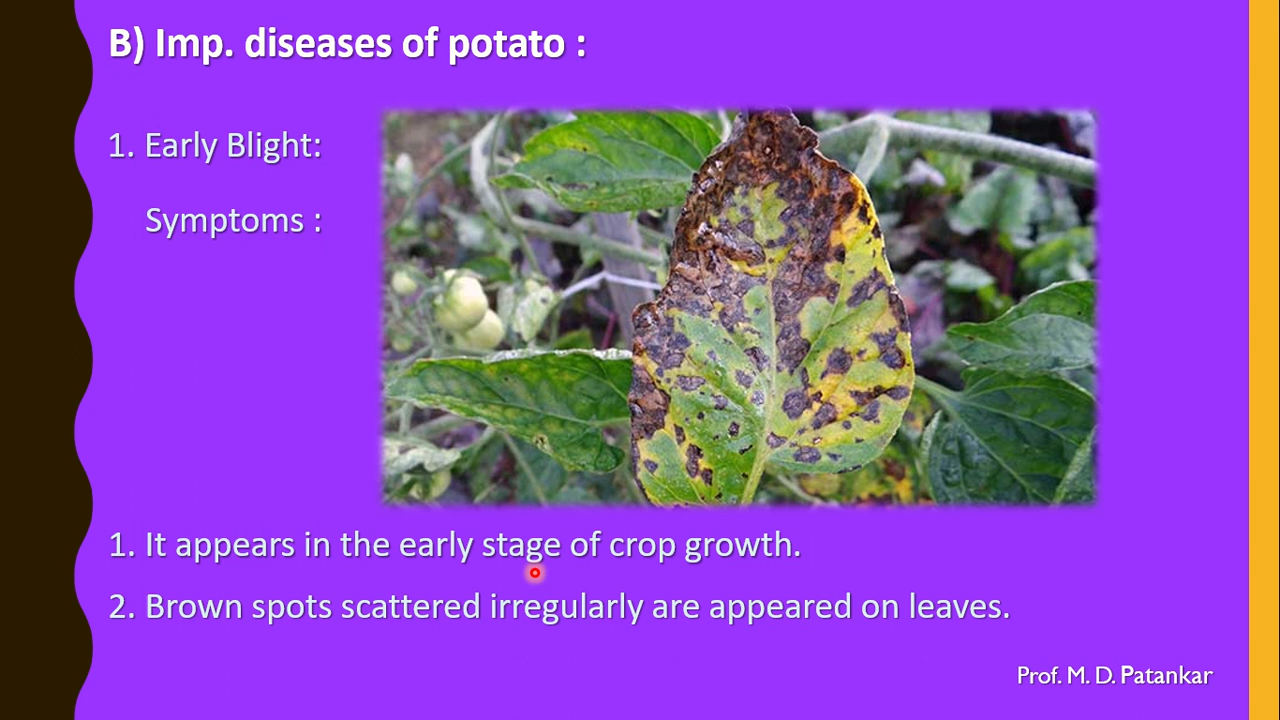 B) Imp. diseases of potato :
1. Early Blight:
Symptoms :
1. It appears in the early stage of crop growth.
2. Brown spots scattered irregularly are appeared on leaves.
Prof. M. D. Patankar